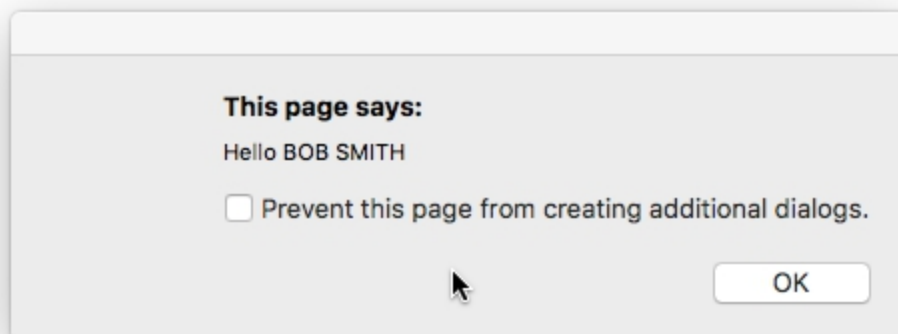 This page says:
Hello BOB SMITH
Prevent this page from creating additional dialogs.
OK